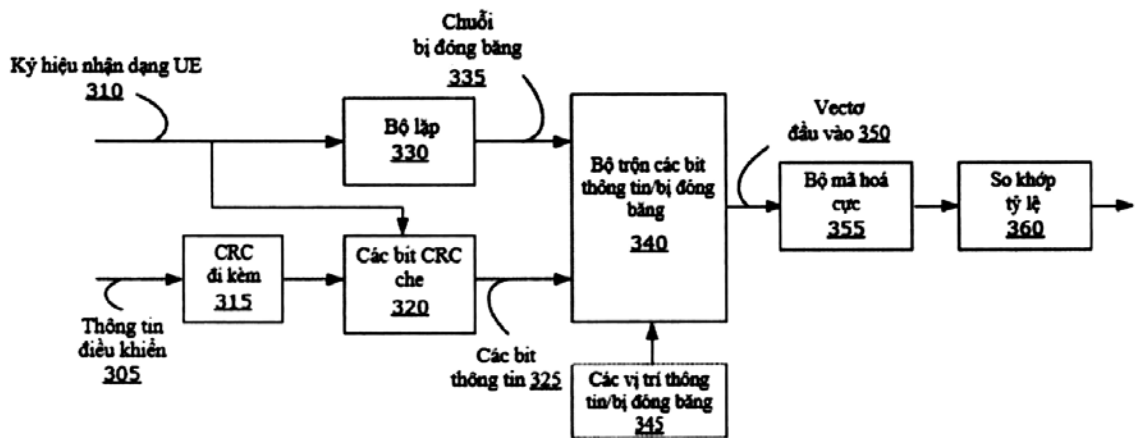 Ký hiệu nhận dạng UE
310
Chuỗi
bị đóng băng
335
Bộ lặp
330
Bộ trộn các bit
thông tin/bị đóng
băng
340
Vectơ
đầu vào 350
Bộ mã hoá
cực
355
So khớp
tỷ lệ
360
CRC
đi kèm
315
Các bit CRC
che
320
Thông tin
điều khiển
305
Các bit
thông tin 325
Các vị trí thông
tin/bị đóng băng
345